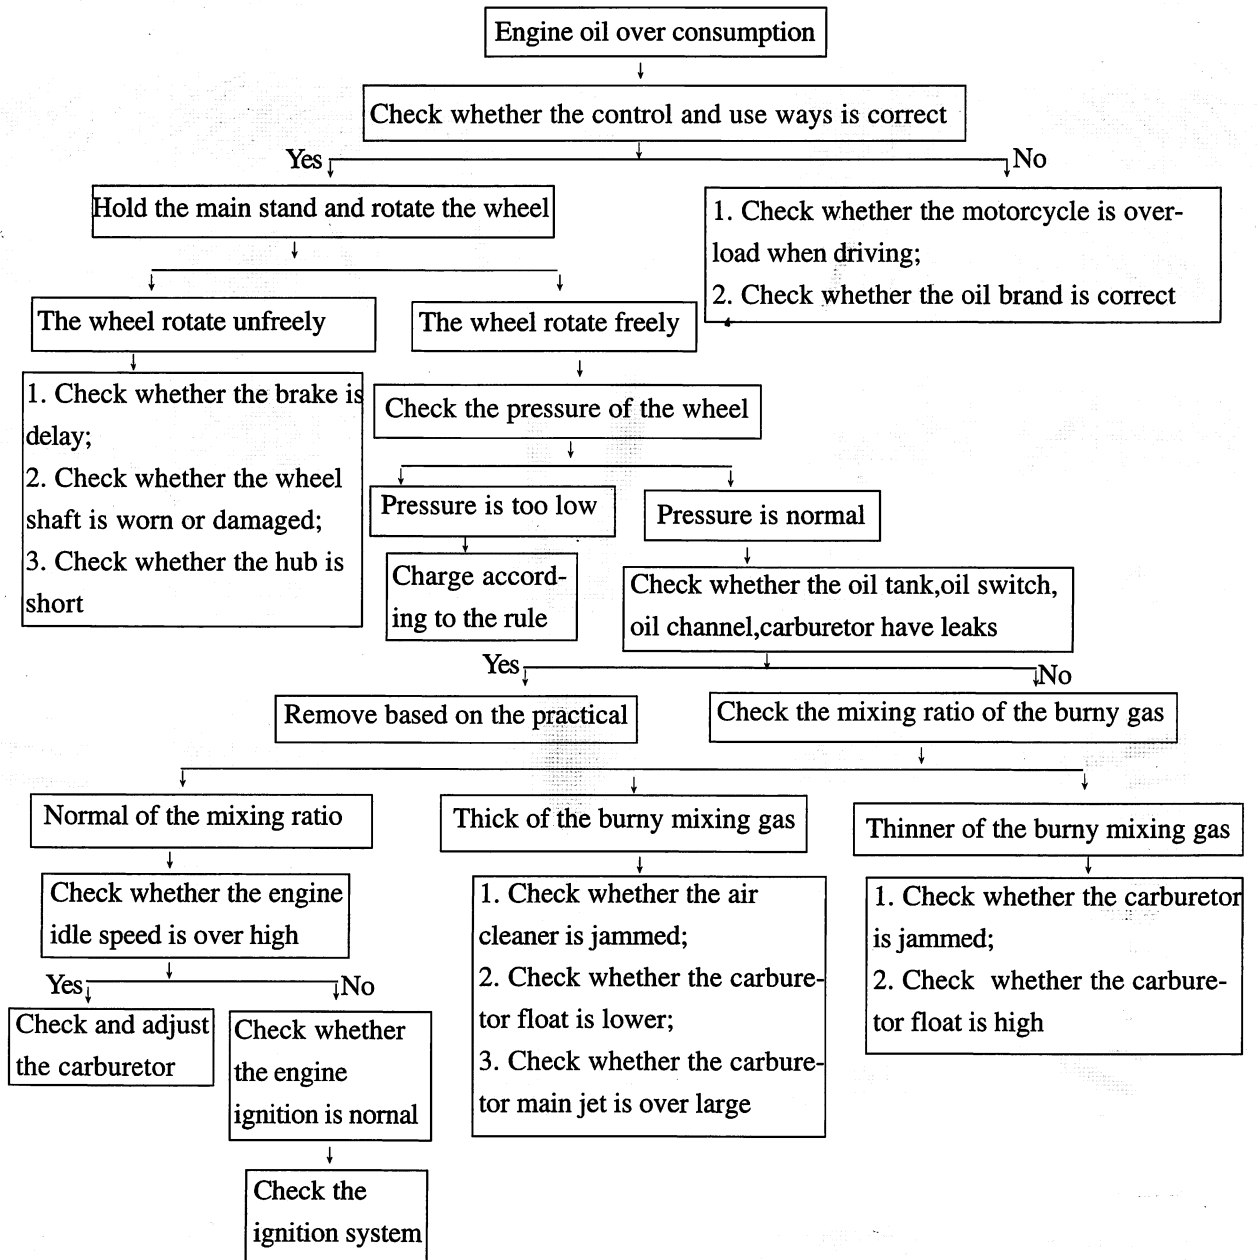 Engine oil over consumption
Check whether the control and use ways is correct
Yes
No
Hold the main stand and rotate the wheel
1. Check whether the motorcycle is over-
load when driving;
2. Check whether the oil brand is correct
The wheel rotate unfreely
The wheel rotate freely
1. Check whether the brake is
delay;
2. Check whether the wheel
shaft is worn or damaged;
3. Check whether the hub is
short
Check the pressure of the wheel
Pressure is too low
Pressure is normal
Charge accord-
ing to the rule
Check whether the oil tank,oil switch,
oil channel,carburetor have leaks
Yes
No
Remove based on the practical
Check the mixing ratio of the burny gas
Normal of the mixing ratio
Thick of the burny mixing gas
Thinner of the burny mixing gas
Check whether the engine
idle speed is over high
1. Check whether the air
cleaner is jammed;
2. Check whether the carbure-
tor float is lower;
3. Check whether the carbure-
tor main jet is over large
1. Check whether the carburetor
is jammed;
2. Check whether the carbure-
tor float is high
Yes
No
Check and adjust
the carburetor
Check whether
the engine
ignition is nornal
Check the
ignition system